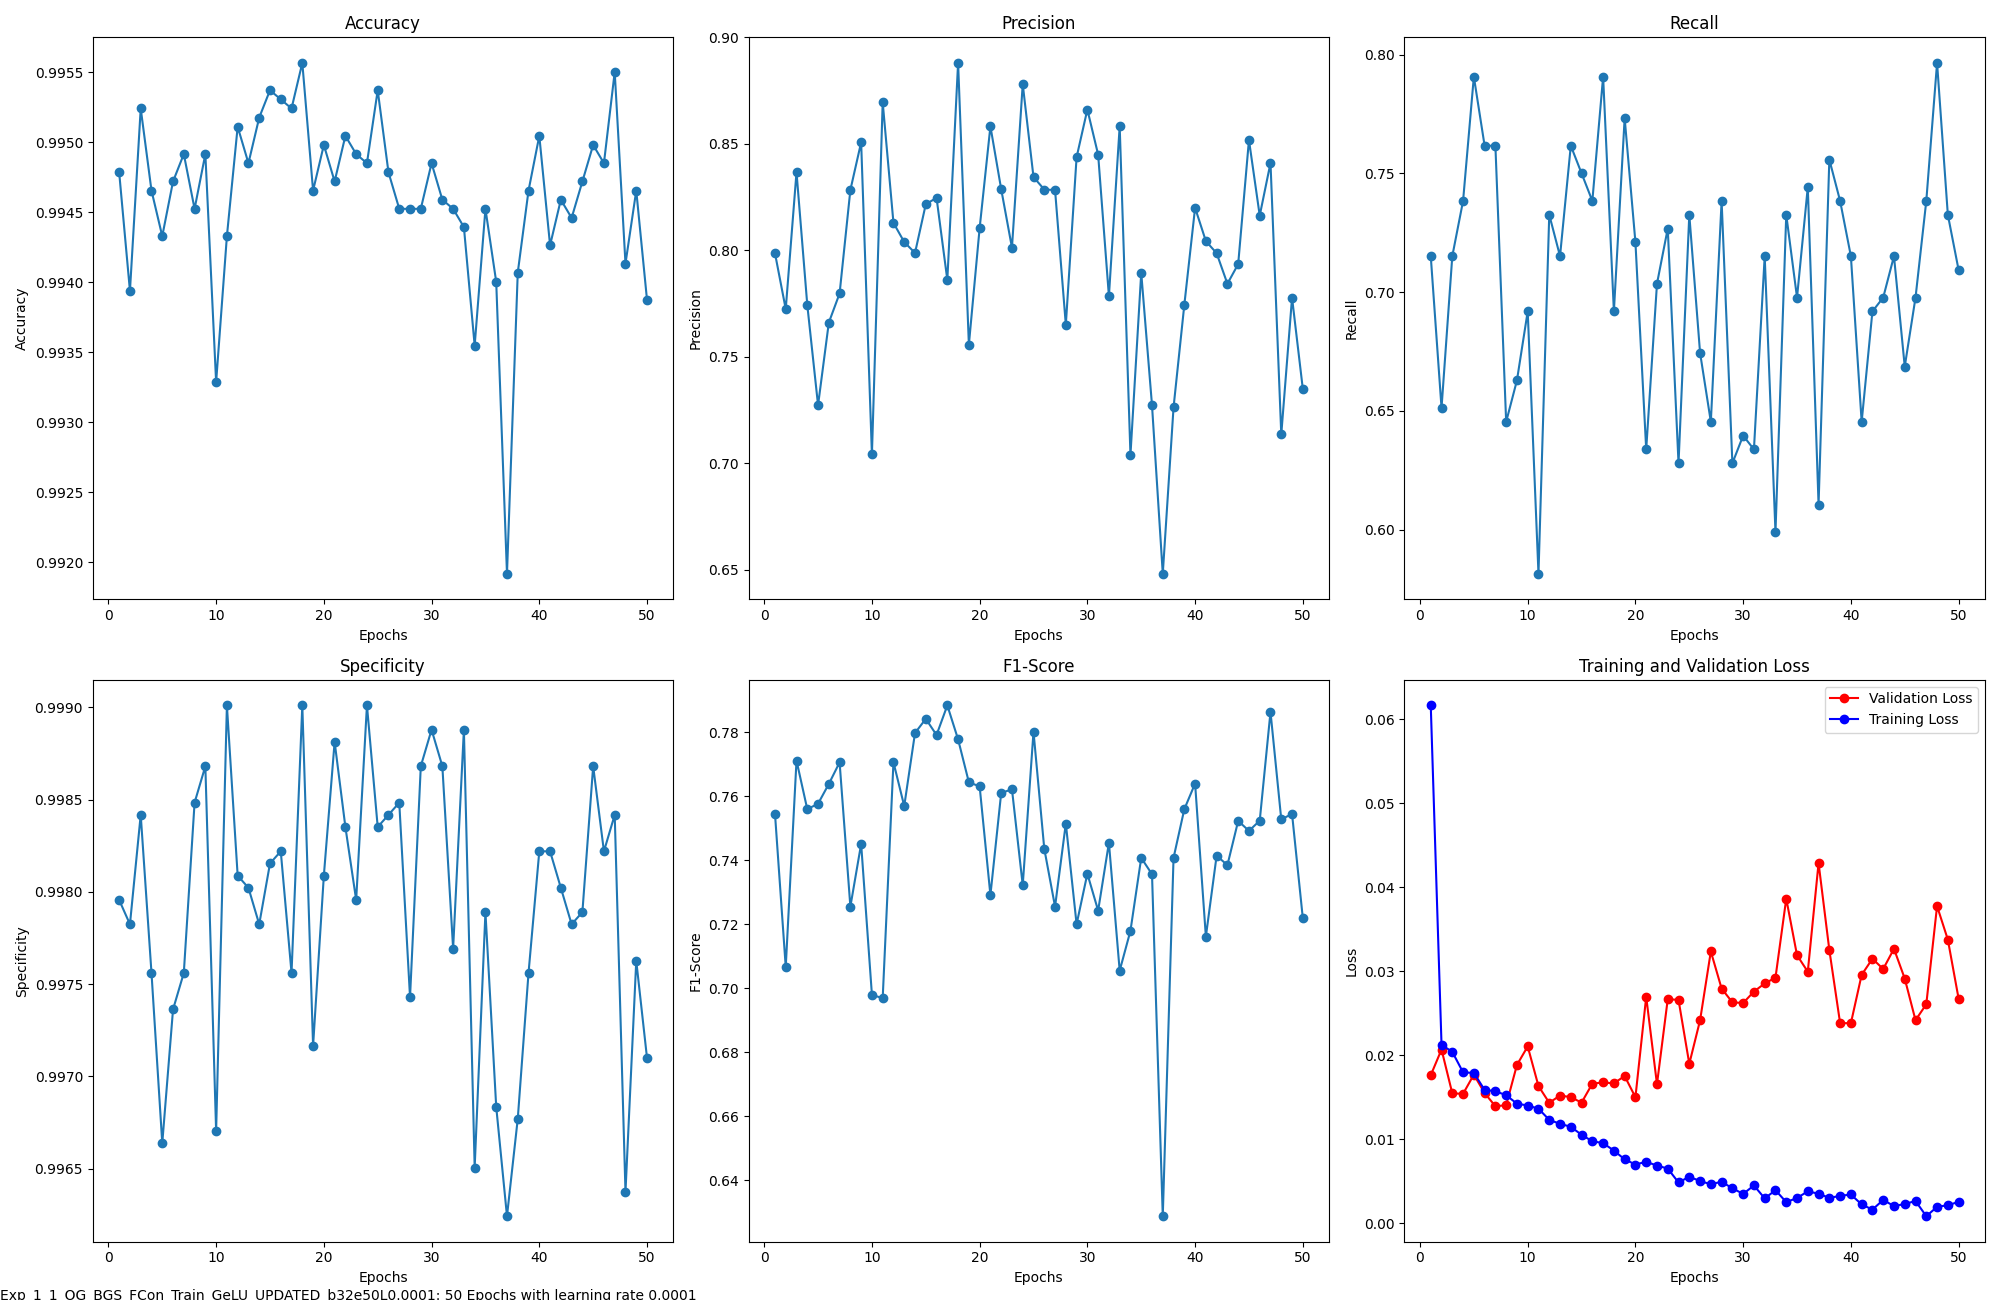 Accuracy
Accuracy
0.9955
0.9950
0.9945
0.9940
0.9935
0.9930
0.9925
0.9920
0 10 20 30 40 50
Epochs
Precision
Precision
0.90
0.85
0.80
0.75
0.70
0.65
0 10 20 30 40 50
Epochs
Recall
Recall
0.80
0.75
0.70
0.65
0.60
0 10 20 30 40 50
Epochs
Specificity
Specificity
0.9990
0.9985
0.9980
0.9975
0.9970
0.9965
0 10 20 30 40 50
Epochs
F1-Score
F1-Score
0.78
0.76
0.74
0.72
0.70
0.68
0.66
0.64
0 10 20 30 40 50
Epochs
Training and Validation Loss
Validation Loss
Training Loss
Loss
0.06
0.05
0.04
0.03
0.02
0.01
0.00
0 10 20 30 40 50
Epochs
Exp_1_1_OG_BGS_FCon_Train_GeLU_UPDATED_b32e50L0.0001: 50 Epochs with learning rate 0.0001